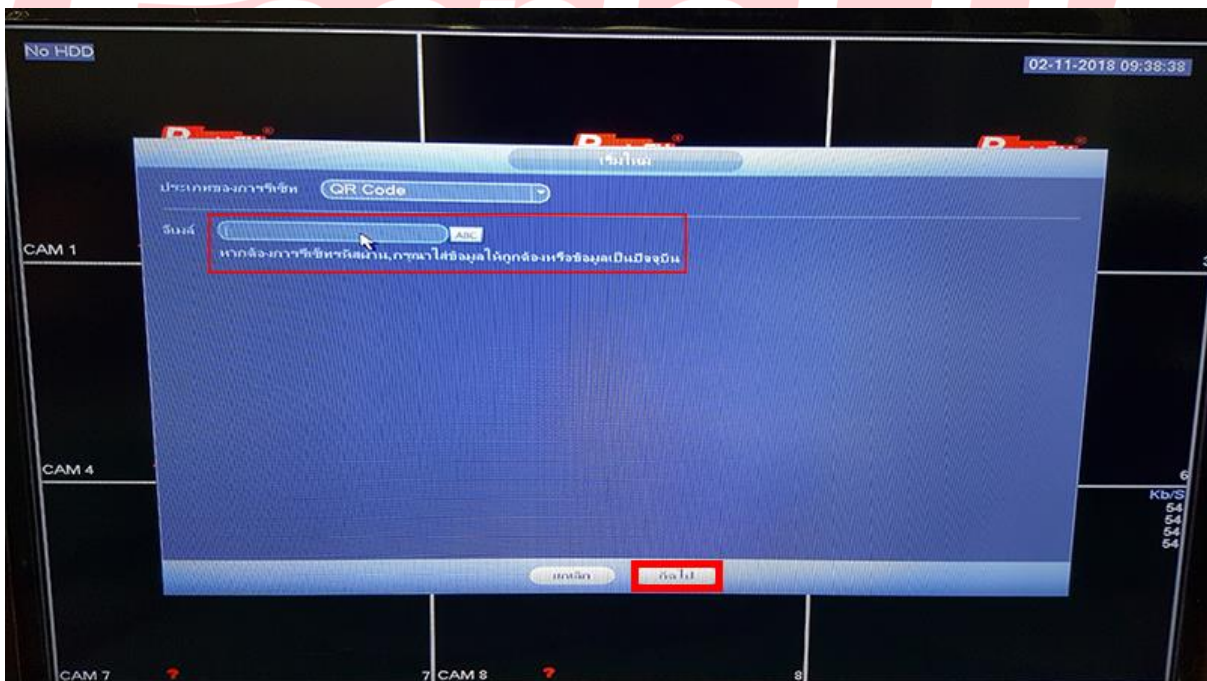 No HDD
02-11-2018 09:38:38
เริ่มใหม่
ประเภทของการรีเซ็ท QR Code
อีเมล์ ABC
หากต้องการรีเซ็ทรหัสผ่าน,กรุณาใส่ข้อมูลให้ถูกต้องหรือข้อมูลเป็นปัจจุบัน
CAM 1
3
CAM 4
6
Kb/S
54
54
54
54
ยกเลิก ถัดไป
CAM 7 ? 7 CAM 8 ? 8